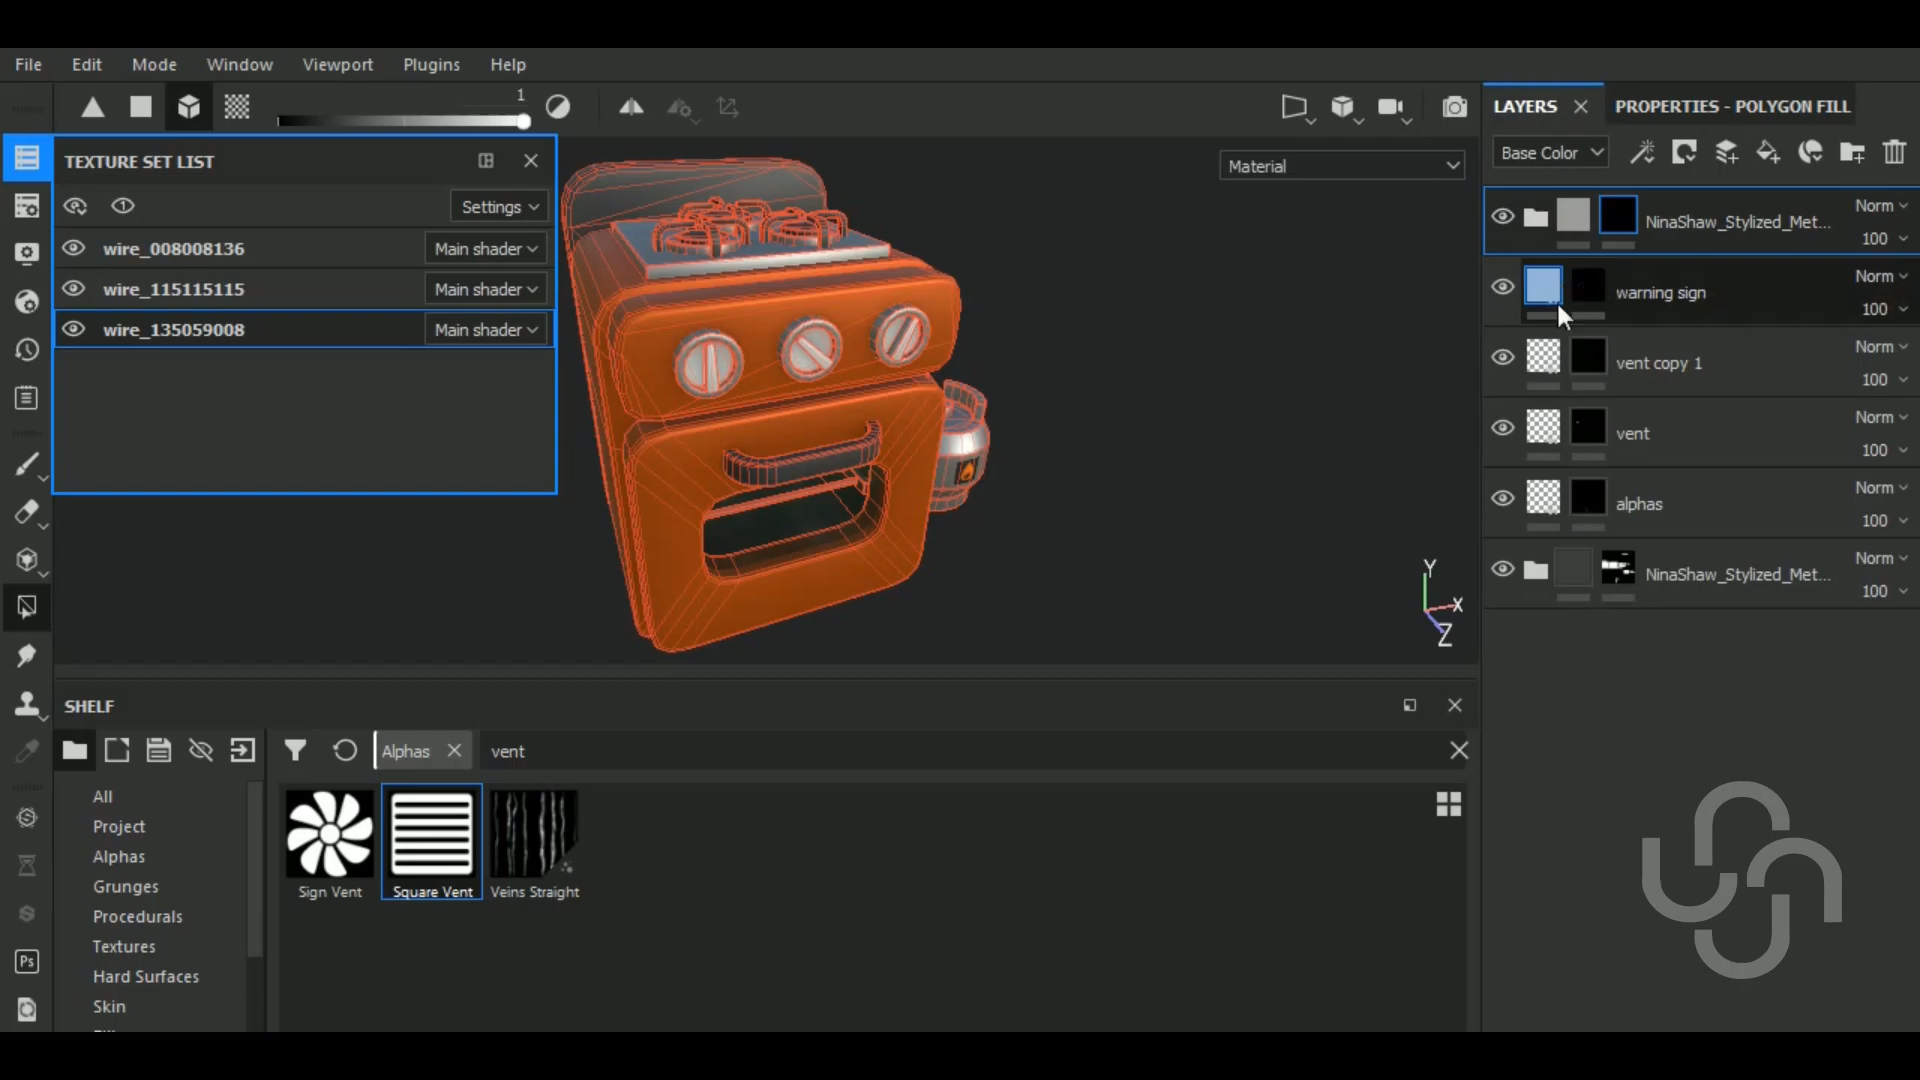 File Edit Mode Window Viewport Plugins Help
1
LAYERS
PROPERTIES - POLYGON FILL
TEXTURE SET LIST
Material
Base Color
Settings
wire_008008136 Main shader
wire_115115115 Main shader
wire_135059008 Main shader
NinaShaw_Stylized_Met... Norm 100
warning sign Norm 100
vent copy 1 Norm 100
vent Norm 100
alphas Norm 100
NinaShaw_Stylized_Met... Norm 100
Y
X
Z
SHELF
Alphas
vent
All
Project
Alphas
Grunges
Procedurals
Textures
Hard Surfaces
Skin
Sign Vent
Square Vent
Veins Straight
Ps